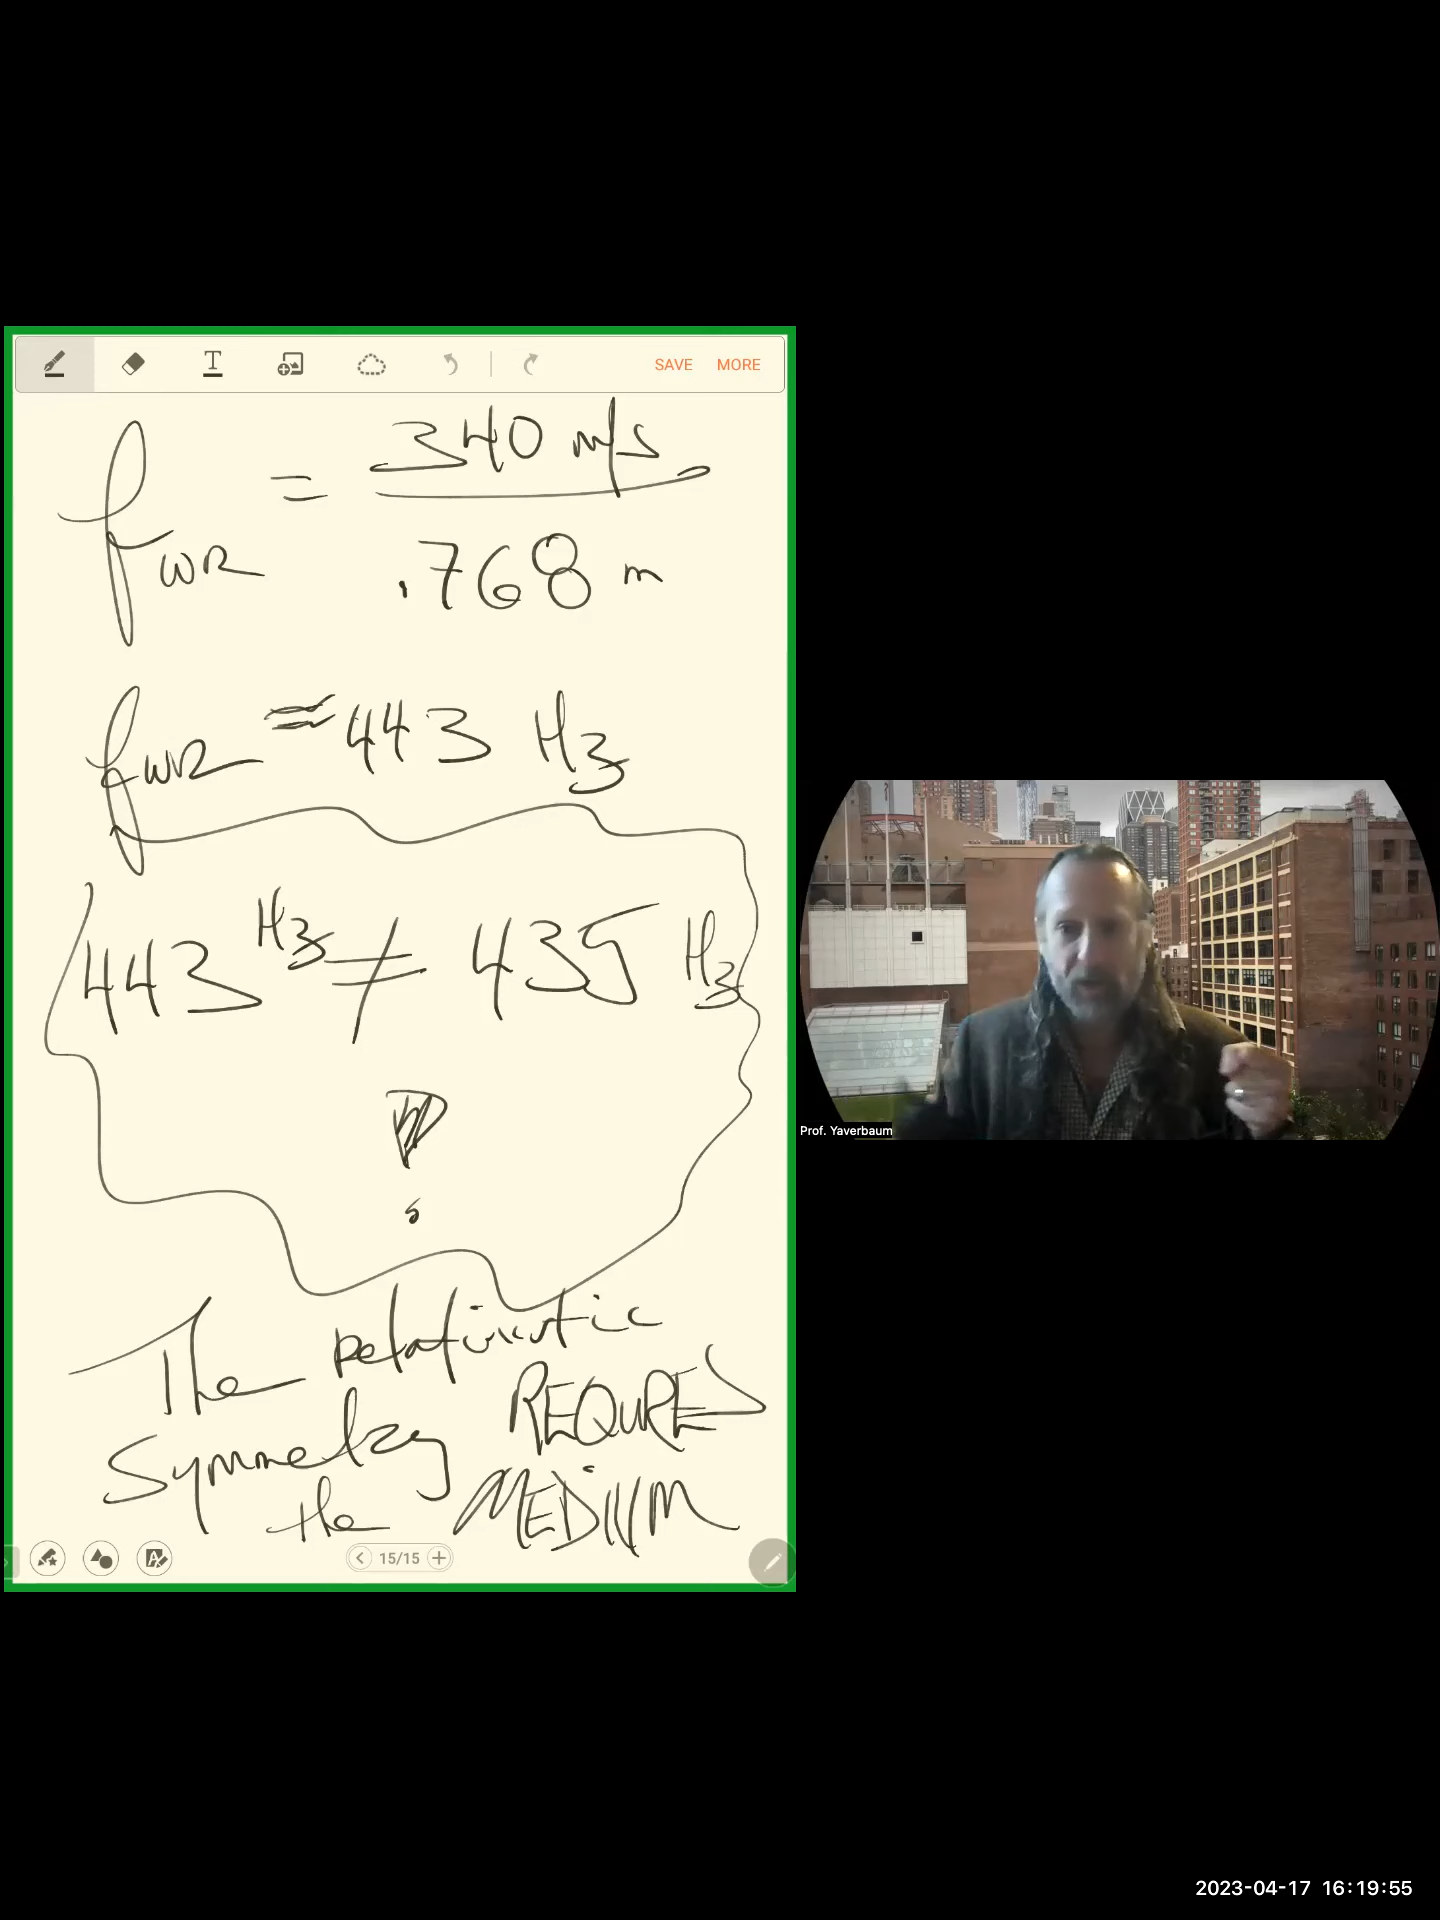 SAVE MORE
f_WR = 340 m/s
.768 m
f_WR ≈ 443 Hz
443 Hz ≠ 435 Hz
!
The relativistic
symmetry REQURES
the MEDIUM
15/15
Prof. Yaverbaum
2023-04-17 16:19:55